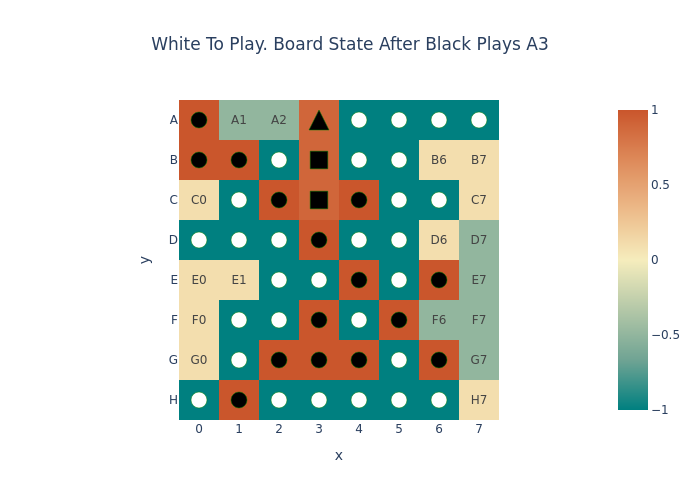 White To Play. Board State After Black Plays A3
A A1 A2 1
B B6 B7
C C0 C7 0.5
D D6 D7
y 0
E E0 E1 E7
F F0 F6 F7 −0.5
G G0 G7
H H7 −1
0 1 2 3 4 5 6 7
x